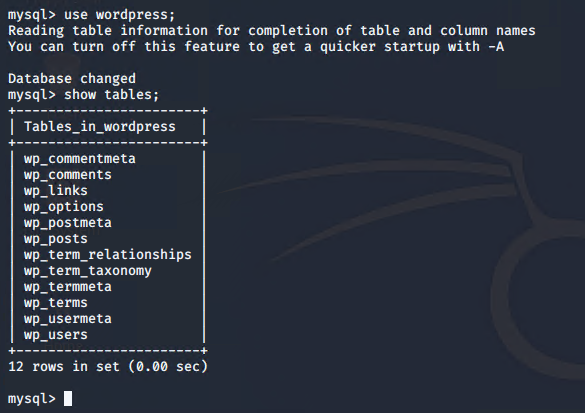 mysql> use wordpress;
Reading table information for completion of table and column names
You can turn off this feature to get a quicker startup with -A
Database changed
mysql> show tables;
+-----------------------+
| Tables_in_wordpress   |
+-----------------------+
| wp_commentmeta        |
| wp_comments           |
| wp_links              |
| wp_options            |
| wp_postmeta           |
| wp_posts              |
| wp_term_relationships |
| wp_term_taxonomy      |
| wp_termmeta           |
| wp_terms              |
| wp_usermeta           |
| wp_users              |
+-----------------------+
12 rows in set (0.00 sec)
mysql>